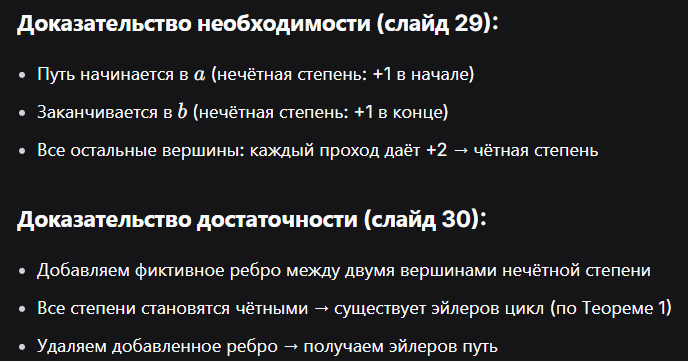 Доказательство необходимости (слайд 29):
• Путь начинается в a (нечётная степень: +1 в начале)
• Заканчивается в b (нечётная степень: +1 в конце)
• Все остальные вершины: каждый проход даёт +2 → чётная степень
Доказательство достаточности (слайд 30):
• Добавляем фиктивное ребро между двумя вершинами нечётной степени
• Все степени становятся чётными → существует эйлеров цикл (по Теореме 1)
• Удаляем добавленное ребро → получаем эйлеров путь